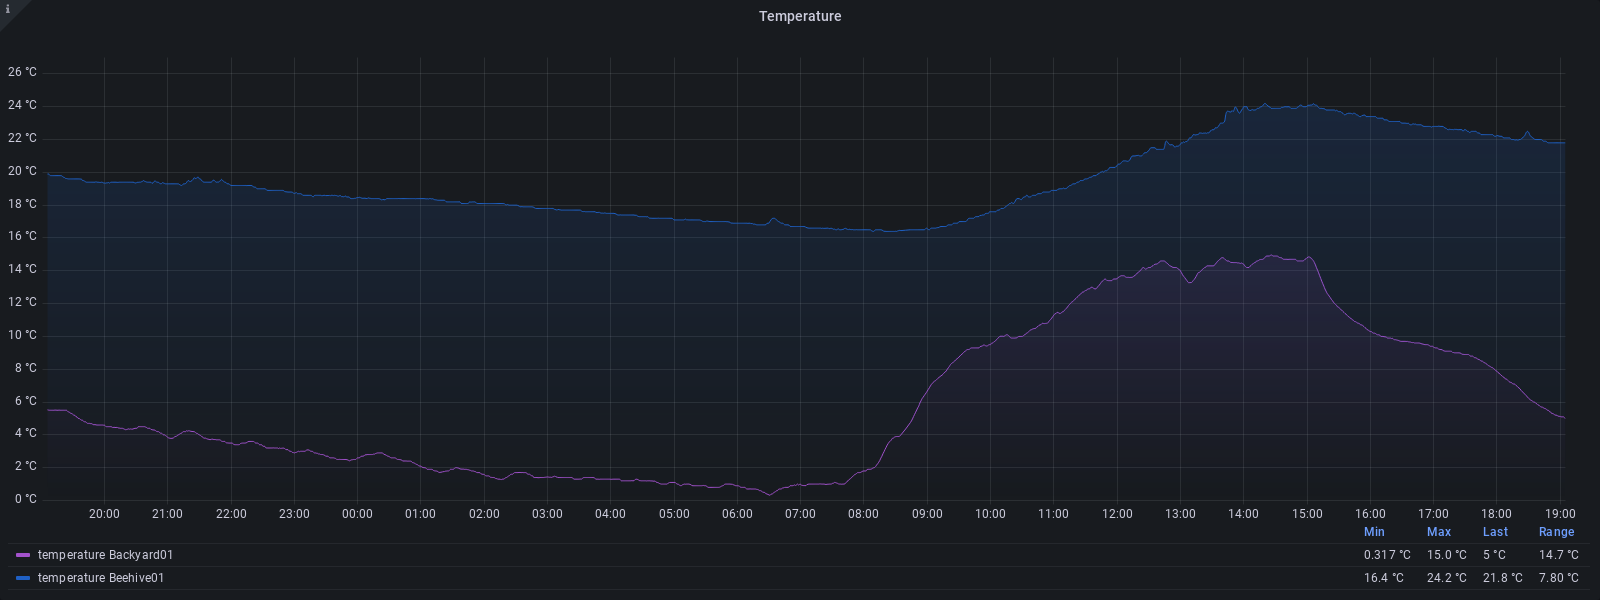 i
Temperature
26 °C
24 °C
22 °C
20 °C
18 °C
16 °C
14 °C
12 °C
10 °C
8 °C
6 °C
4 °C
2 °C
0 °C
20:00 21:00 22:00 23:00 00:00 01:00 02:00 03:00 04:00 05:00 06:00 07:00 08:00 09:00 10:00 11:00 12:00 13:00 14:00 15:00 16:00 17:00 18:00 19:00
Min Max Last Range
temperature Backyard01 0.317 °C 15.0 °C 5 °C 14.7 °C
temperature Beehive01 16.4 °C 24.2 °C 21.8 °C 7.80 °C